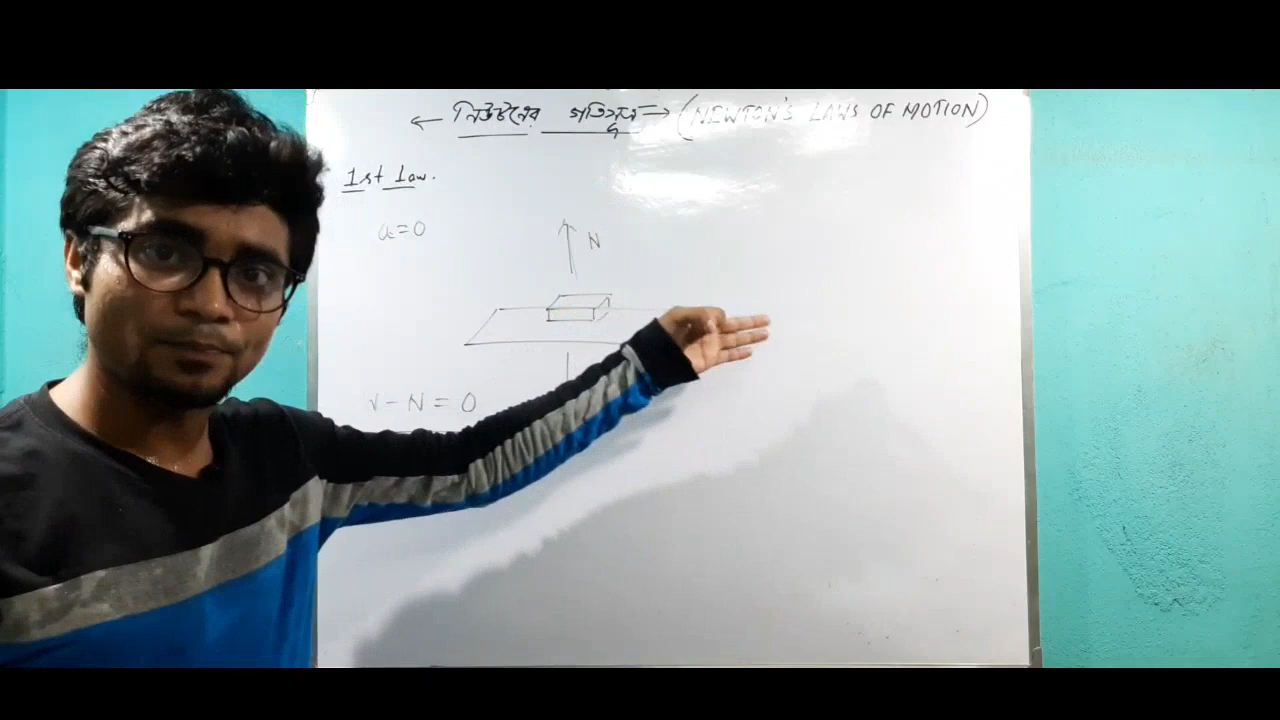 ← নিউটনের গতিসূত্র → (NEWTON'S LAWS OF MOTION)
1st law.
a=0
N
- N = 0